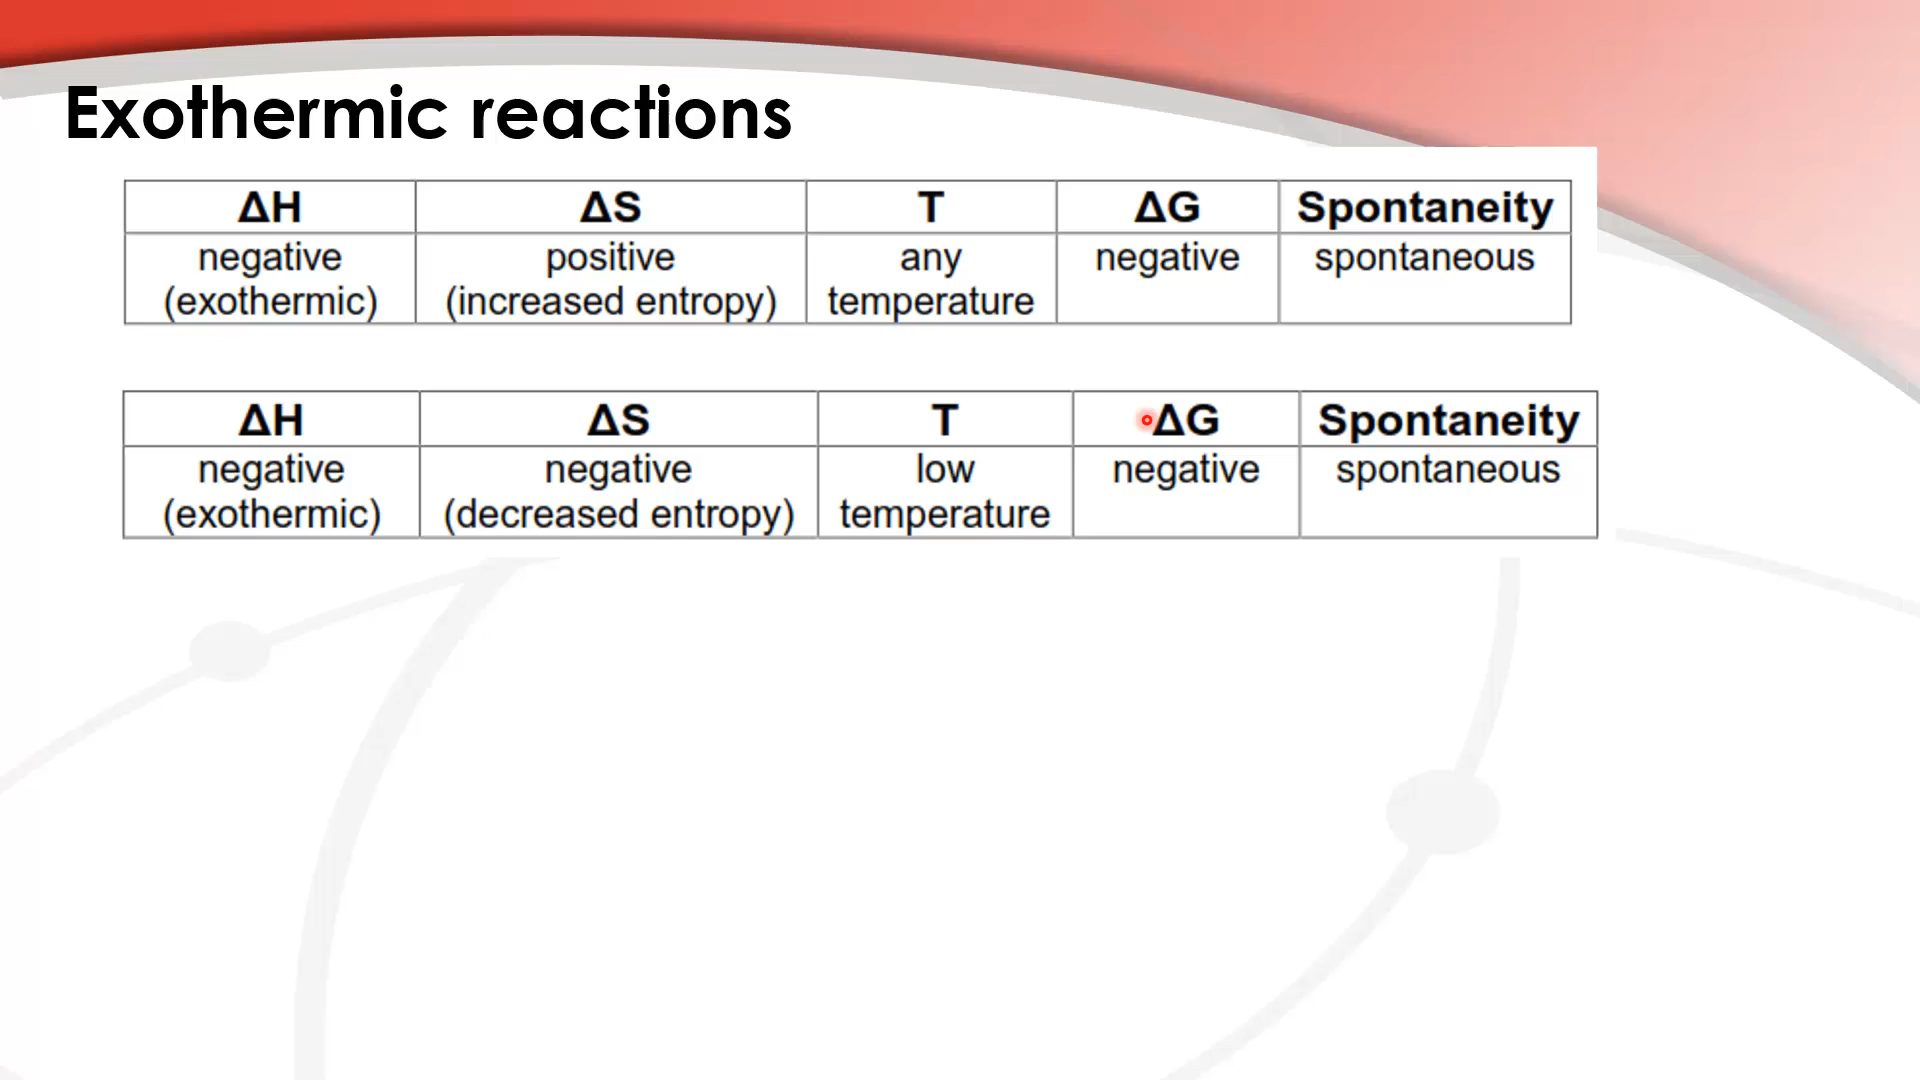 Exothermic reactions
ΔH ΔS T ΔG Spontaneity
negative positive any negative spontaneous
(exothermic) (increased entropy) temperature
ΔH ΔS T ΔG Spontaneity
negative negative low negative spontaneous
(exothermic) (decreased entropy) temperature